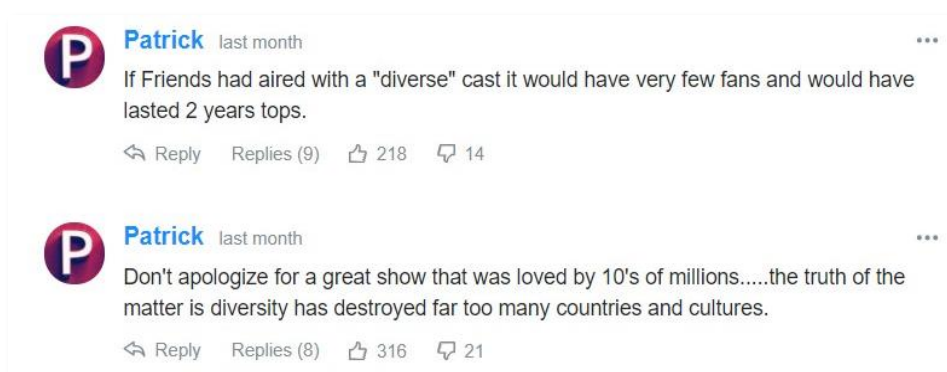 P
Patrick last month
If Friends had aired with a "diverse" cast it would have very few fans and would have
lasted 2 years tops.
Reply Replies (9) 218 14
P
Patrick last month
Don't apologize for a great show that was loved by 10's of millions.....the truth of the
matter is diversity has destroyed far too many countries and cultures.
Reply Replies (8) 316 21